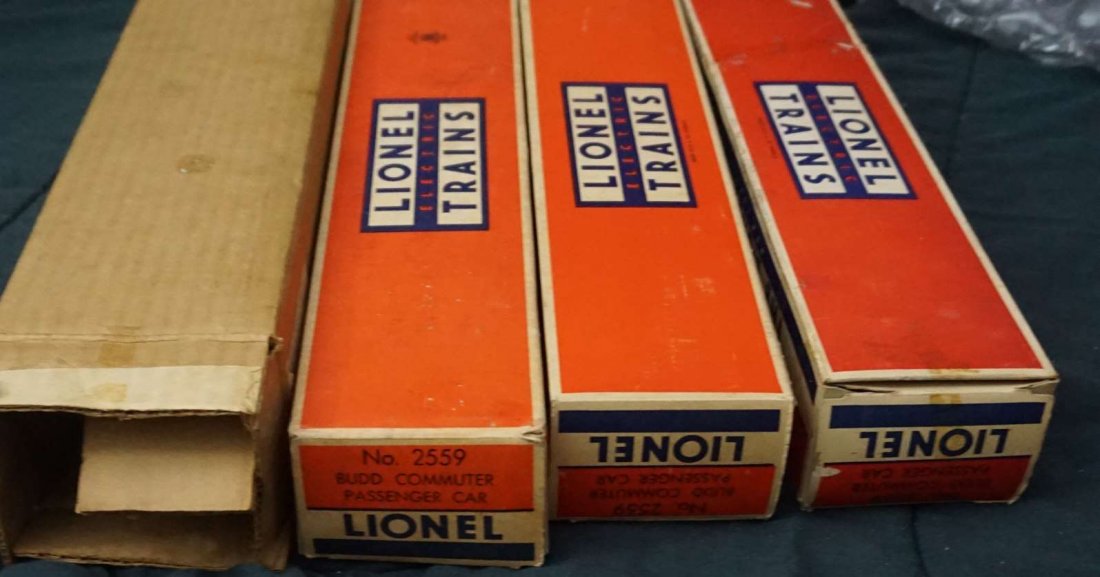 LIONEL
ELECTRIC
TRAINS
No. 2559
BUDD COMMUTER
PASSENGER CAR
LIONEL
LIONEL
ELECTRIC
TRAINS
LIONEL
BUDD COMMUTER
PASSENGER CAR
No. 2559
LIONEL
ELECTRIC
TRAINS
LIONEL
COMMUTER
PASSENGER CAR